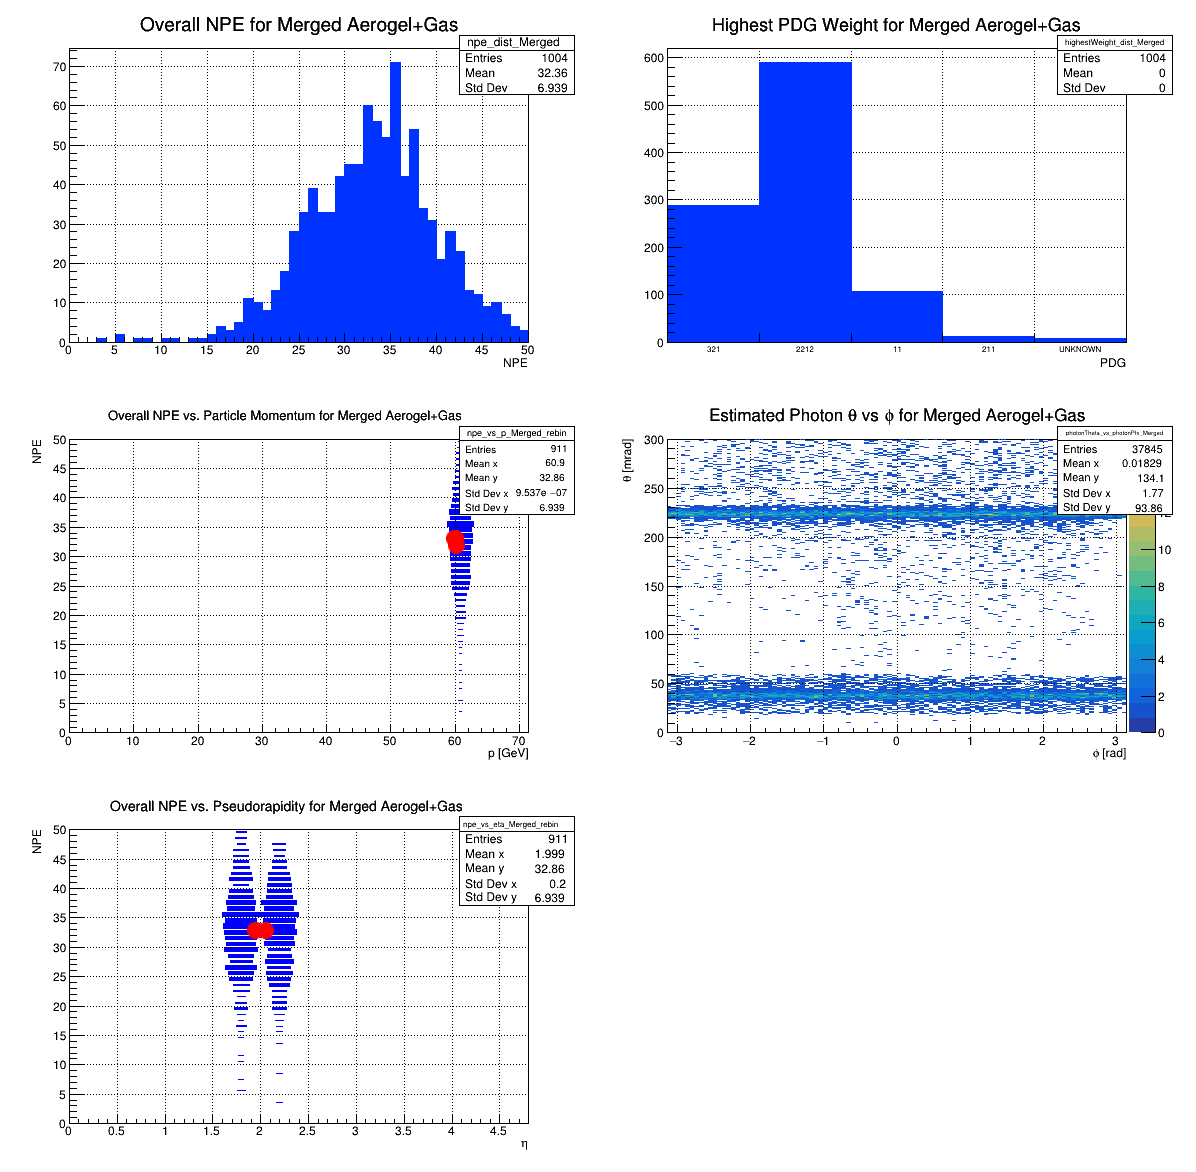 Overall NPE for Merged Aerogel+Gas
npe_dist_Merged
Entries 1004
Mean 32.36
Std Dev 6.939
70
60
50
40
30
20
10
0
0 5 10 15 20 25 30 35 40 45 50
NPE
Highest PDG Weight for Merged Aerogel+Gas
highestWeight_dist_Merged
Entries 1004
Mean 0
Std Dev 0
600
500
400
300
200
100
0
321 2212 11 211 UNKNOWN
PDG
Overall NPE vs. Particle Momentum for Merged Aerogel+Gas
npe_vs_p_Merged_rebin
Entries 911
Mean x 60.9
Mean y 32.86
Std Dev x 9.537e −07
Std Dev y 6.939
NPE
50
45
40
35
30
25
20
15
10
5
0
0 10 20 30 40 50 60 70
p [GeV]
Estimated Photon θ vs ϕ for Merged Aerogel+Gas
photonTheta_vs_photonPhi_Merged
Entries 37845
Mean x 0.01829
Mean y 134.1
Std Dev x 1.77
Std Dev y 93.86
θ [mrad]
300
250
200
150
100
50
0
−3 −2 −1 0 1 2 3
ϕ [rad]
10
8
6
4
2
0
Overall NPE vs. Pseudorapidity for Merged Aerogel+Gas
npe_vs_eta_Merged_rebin
Entries 911
Mean x 1.999
Mean y 32.86
Std Dev x 0.2
Std Dev y 6.939
NPE
50
45
40
35
30
25
20
15
10
5
0
0 0.5 1 1.5 2 2.5 3 3.5 4 4.5
η